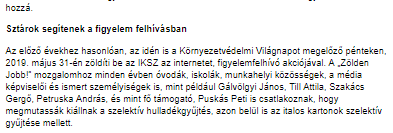 hozzá.
Sztárok segítenek a figyelem felhívásban
Az előző évekhez hasonlóan, az idén is a Környezetvédelmi Világnapot megelőző pénteken,
2019. május 31-én zöldíti be az IKSZ az internetet, figyelemfelhívó akciójával. A „Zölden
Jobb!" mozgalomhoz minden évben óvodák, iskolák, munkahelyi közösségek, a média
képviselői és ismert személyiségek is, mint például Gálvölgyi János, Till Attila, Szakács
Gergő, Petruska András, és mint fő támogató, Puskás Peti is csatlakoznak, hogy
megmutassák kiállnak a szelektív hulladékgyűjtés, azon belül is az italos kartonok szelektív
gyűjtése mellett.